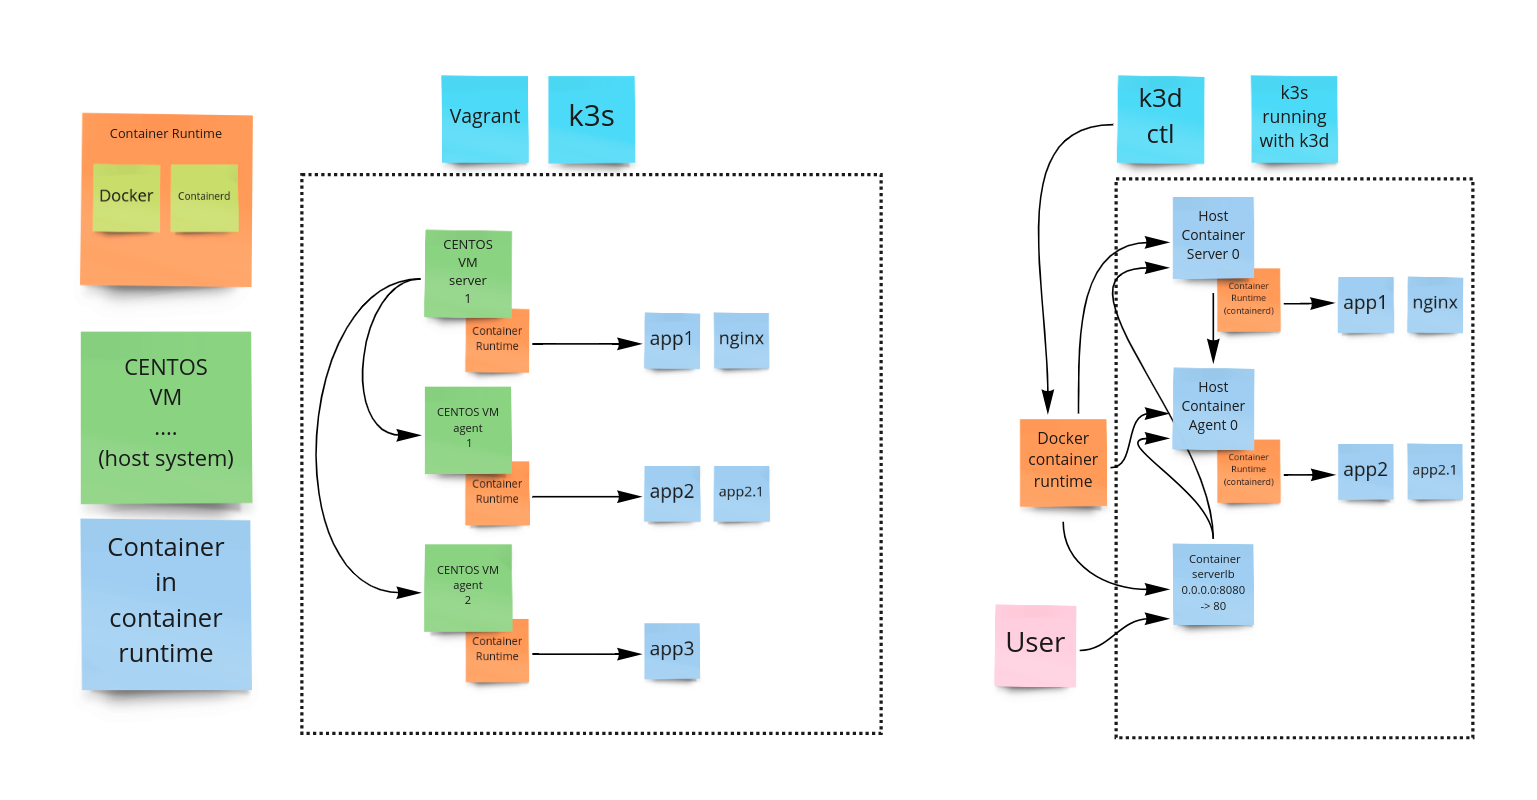 Container Runtime
Docker
Containerd
CENTOS
VM
....
(host system)
Container
in
container
runtime
Vagrant
k3s
CENTOS
VM
server
1
Container
Runtime
app1
nginx
CENTOS VM
agent
1
Container
Runtime
app2
app2.1
CENTOS VM
agent
2
Container
Runtime
app3
k3d
ctl
k3s
running
with k3d
Host
Container
Server 0
Container
Runtime
(containerd)
app1
nginx
Host
Container
Agent 0
Container
Runtime
(containerd)
app2
app2.1
Docker
container
runtime
Container
serverlb
0.0.0.0:8080
-> 80
User